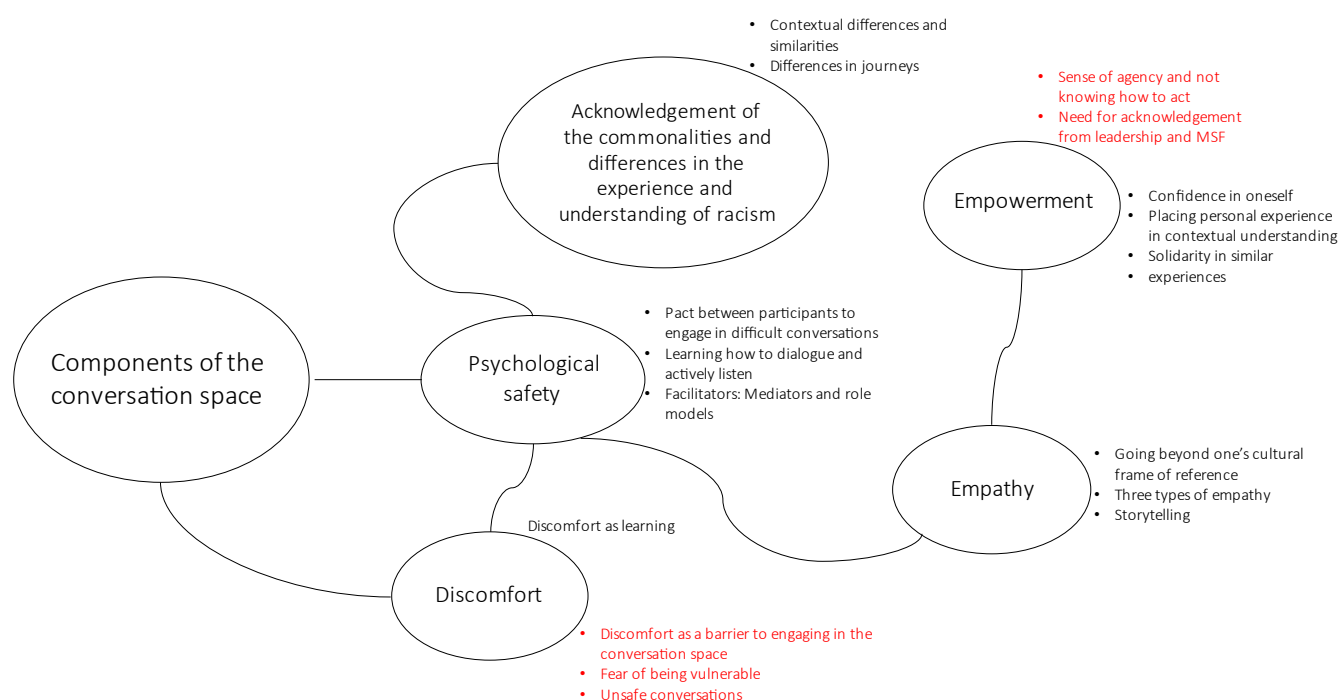 • Contextual differences and
similarities
• Differences in journeys
Acknowledgement of
the commonalities and
differences in the
experience and
understanding of racism
• Sense of agency and not
knowing how to act
• Need for acknowledgement
from leadership and MSF
Empowerment
• Confidence in oneself
• Placing personal experience
in contextual understanding
• Solidarity in similar
• experiences
Components of the
conversation space
Psychological
safety
• Pact between participants to
engage in difficult conversations
• Learning how to dialogue and
actively listen
• Facilitators: Mediators and role
models
Empathy
• Going beyond one’s cultural
frame of reference
• Three types of empathy
• Storytelling
Discomfort as learning
Discomfort
• Discomfort as a barrier to engaging in the
conversation space
• Fear of being vulnerable
• Unsafe conversations